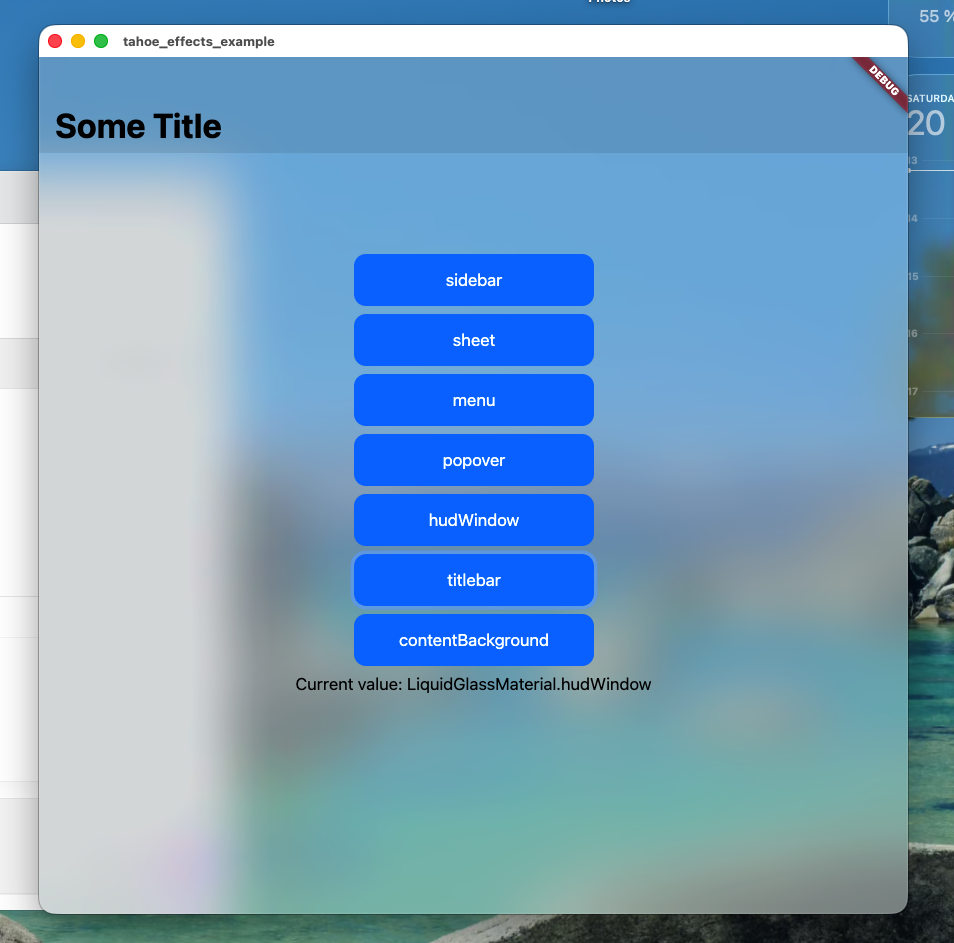 55 %
tahoe_effects_example
DEBUG
SATURDA
20
Some Title
13
14
15
16
17
sidebar
sheet
menu
popover
hudWindow
titlebar
contentBackground
Current value: LiquidGlassMaterial.hudWindow